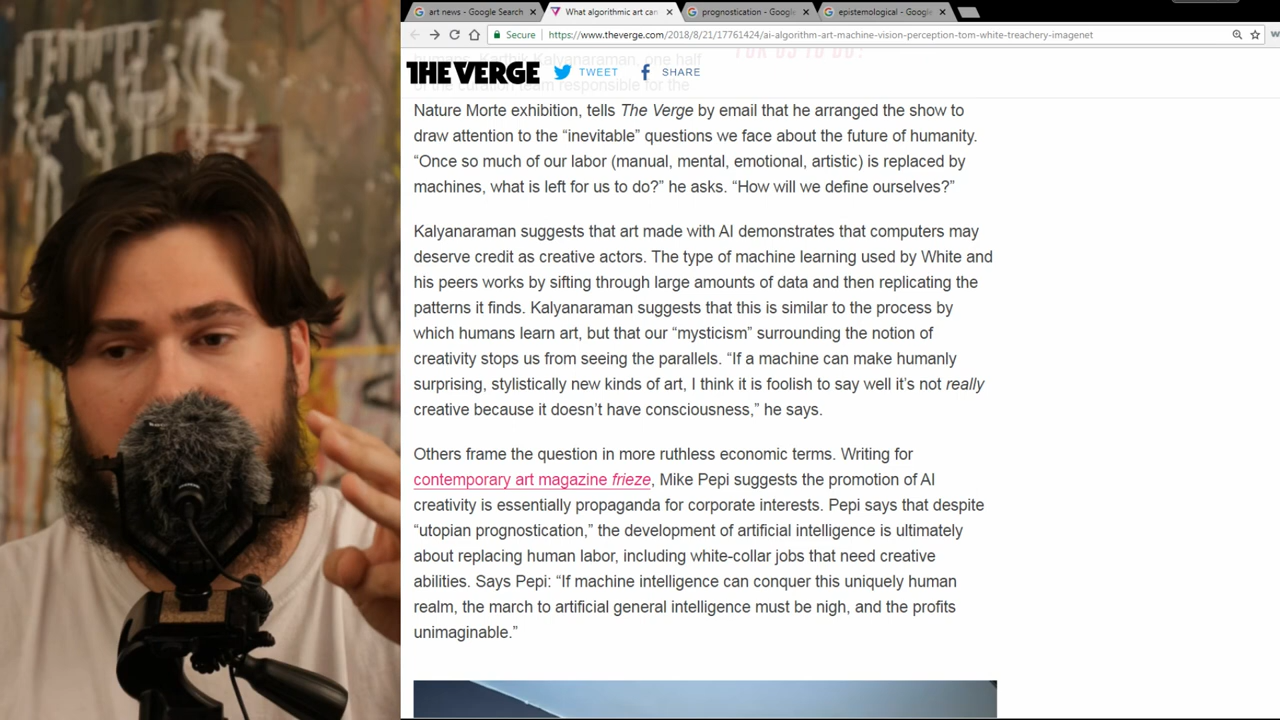 art news - Google Search
What algorithmic art can
prognostication - Google
epistemological - Google
Secure
https://www.theverge.com/2018/8/21/17761424/ai-algorithm-art-machine-vision-perception-tom-white-treachery-imagenet
FOR US TO DO?
THE VERGE TWEET SHARE
Nature Morte exhibition, tells The Verge by email that he arranged the show to
draw attention to the “inevitable” questions we face about the future of humanity.
“Once so much of our labor (manual, mental, emotional, artistic) is replaced by
machines, what is left for us to do?” he asks. “How will we define ourselves?”
Kalyanaraman suggests that art made with AI demonstrates that computers may
deserve credit as creative actors. The type of machine learning used by White and
his peers works by sifting through large amounts of data and then replicating the
patterns it finds. Kalyanaraman suggests that this is similar to the process by
which humans learn art, but that our “mysticism” surrounding the notion of
creativity stops us from seeing the parallels. “If a machine can make humanly
surprising, stylistically new kinds of art, I think it is foolish to say well it’s not really
creative because it doesn’t have consciousness,” he says.
Others frame the question in more ruthless economic terms. Writing for
contemporary art magazine frieze, Mike Pepi suggests the promotion of AI
creativity is essentially propaganda for corporate interests. Pepi says that despite
“utopian prognostication,” the development of artificial intelligence is ultimately
about replacing human labor, including white-collar jobs that need creative
abilities. Says Pepi: “If machine intelligence can conquer this uniquely human
realm, the march to artificial general intelligence must be nigh, and the profits
unimaginable.”